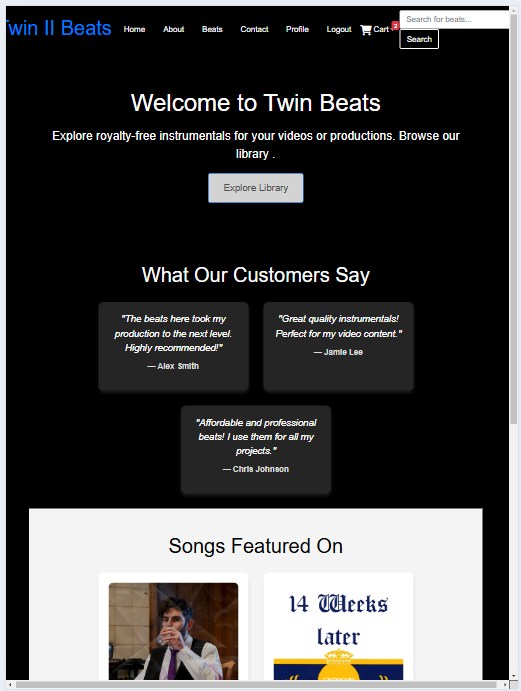 Twin II Beats
Home About Beats Contact Profile Logout Cart 2 Search for beats...
Search
Welcome to Twin Beats
Explore royalty-free instrumentals for your videos or productions. Browse our
library .
Explore Library
What Our Customers Say
"The beats here took my
production to the next level.
Highly recommended!"
— Alex Smith
"Great quality instrumentals!
Perfect for my video content."
— Jamie Lee
"Affordable and professional
beats! I use them for all my
projects."
— Chris Johnson
Songs Featured On
14 Weeks
later